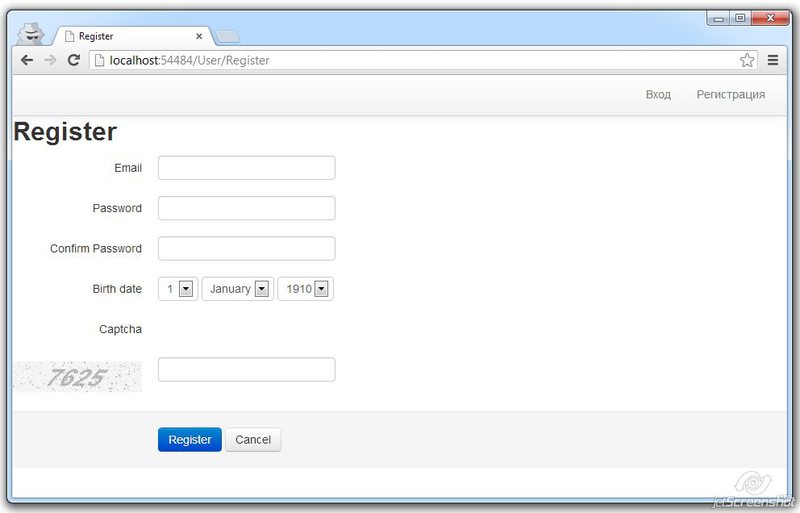 Register
localhost:54484/User/Register
Вход Регистрация
Register
Email
Password
Confirm Password
Birth date 1 January 1910
Captcha
7625
Register Cancel
jetScreenshot